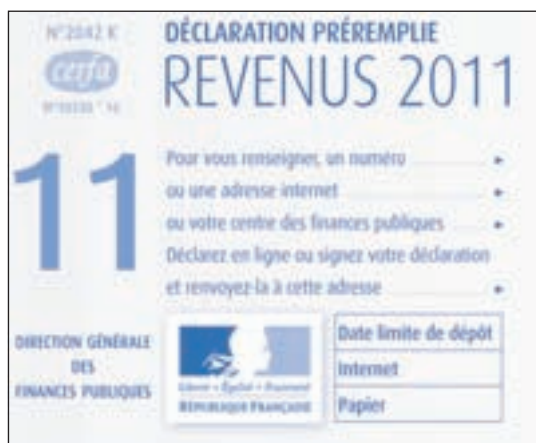 N°2042 K
cerfa
DÉCLARATION PRÉREMPLIE
REVENUS 2011
11
Pour vous renseigner, un numéro
ou une adresse internet
ou votre centre des finances publiques
Déclarez en ligne ou signez votre déclaration
et renvoyez-la à cette adresse
DIRECTION GÉNÉRALE
DES
FINANCES PUBLIQUES
Liberté • Égalité • Fraternité
RÉPUBLIQUE FRANÇAISE
Date limite de dépôt
Internet
Papier